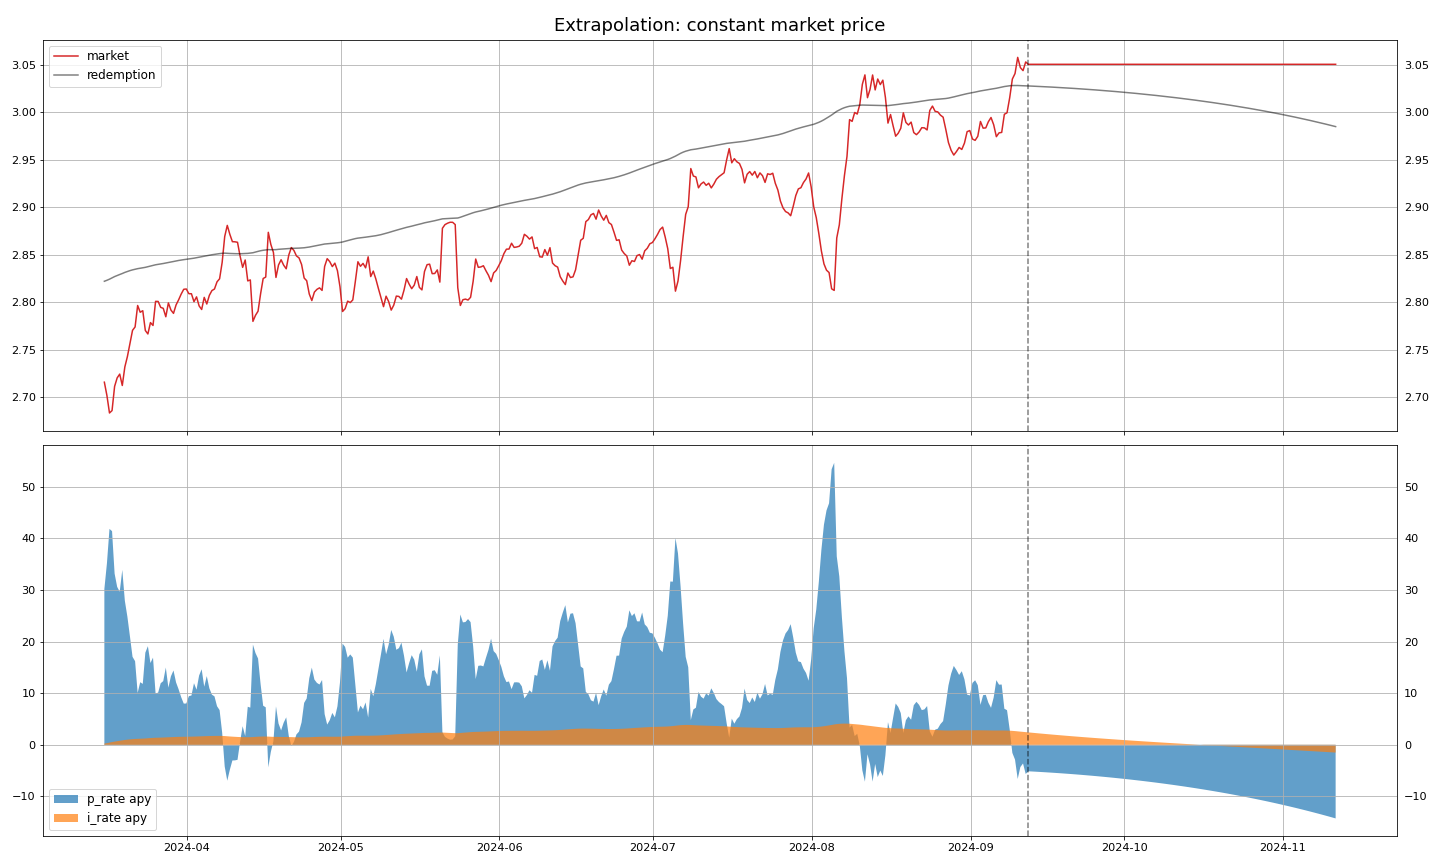 Extrapolation: constant market price
market
redemption
3.05 3.05
3.00 3.00
2.95 2.95
2.90 2.90
2.85 2.85
2.80 2.80
2.75 2.75
2.70 2.70
50 50
40 40
30 30
20 20
10 10
0 0
−10 −10
p_rate apy
i_rate apy
2024-04 2024-05 2024-06 2024-07 2024-08 2024-09 2024-10 2024-11